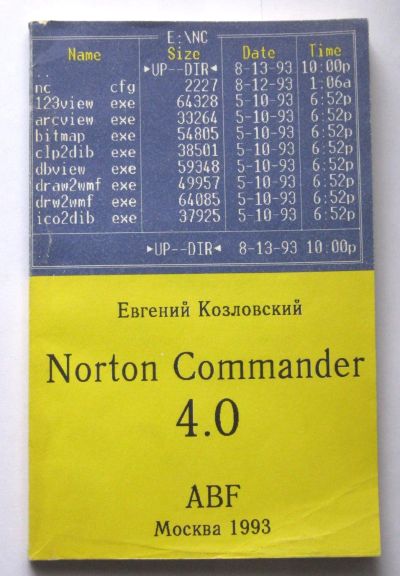 E:\NC
Name Size Date Time
.. ►UP--DIR◄ 8-13-93 10:00p
nc cfg 2227 8-12-93 1:06a
123view exe 64328 5-10-93 6:52p
arcview exe 33264 5-10-93 6:52p
bitmap exe 54805 5-10-93 6:52p
clp2dib exe 38501 5-10-93 6:52p
dbview exe 59348 5-10-93 6:52p
draw2wmf exe 49957 5-10-93 6:52p
drw2wmf exe 64085 5-10-93 6:52p
ico2dib exe 37925 5-10-93 6:52p
►UP--DIR◄ 8-13-93 10:00p
Евгений Козловский
Norton Commander
4.0
ABF
Москва 1993